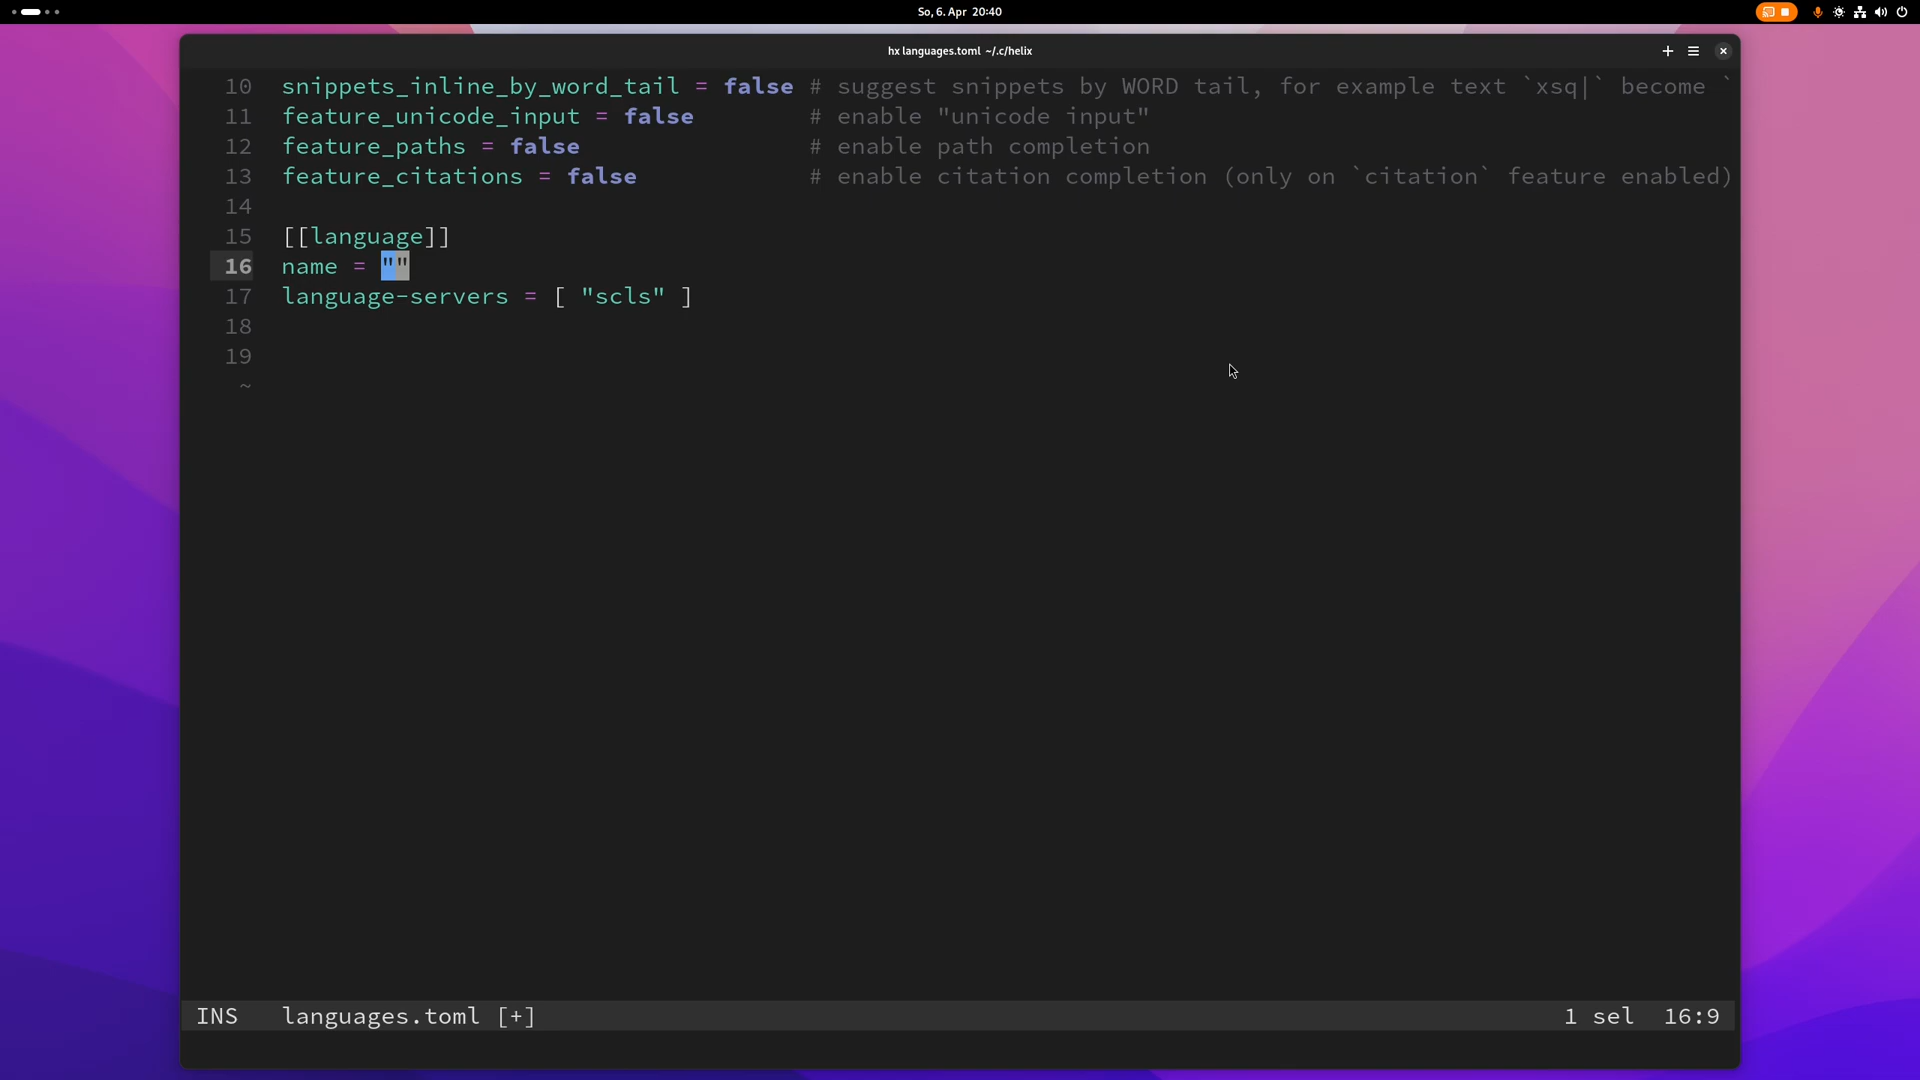 So, 6. Apr 20:40
hx languages.toml ~/.c/helix
10 snippets_inline_by_word_tail = false # suggest snippets by WORD tail, for example text `xsq|` become `
11 feature_unicode_input = false # enable "unicode input"
12 feature_paths = false # enable path completion
13 feature_citations = false # enable citation completion (only on `citation` feature enabled)
14
15 [[language]]
16 name = ""
17 language-servers = [ "scls" ]
18
19
~
INS languages.toml [+] 1 sel 16:9